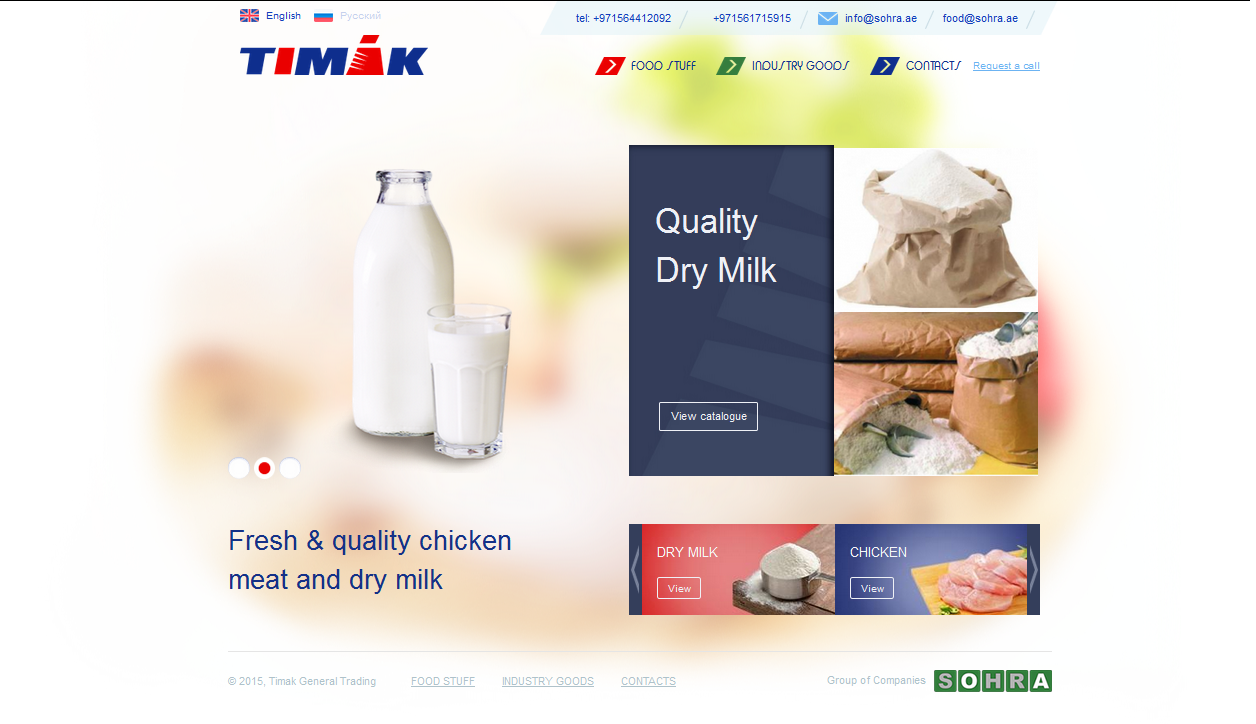 English Русский
tel: +971564412092 +971561715915 info@sohra.ae food@sohra.ae
TIMAK
FOOD STUFF INDUSTRY GOODS CONTACTS Request a call
Quality
Dry Milk
View catalogue
Fresh & quality chicken
meat and dry milk
DRY MILK
View
CHICKEN
View
© 2015, Timak General Trading FOOD STUFF INDUSTRY GOODS CONTACTS Group of Companies SOHRA